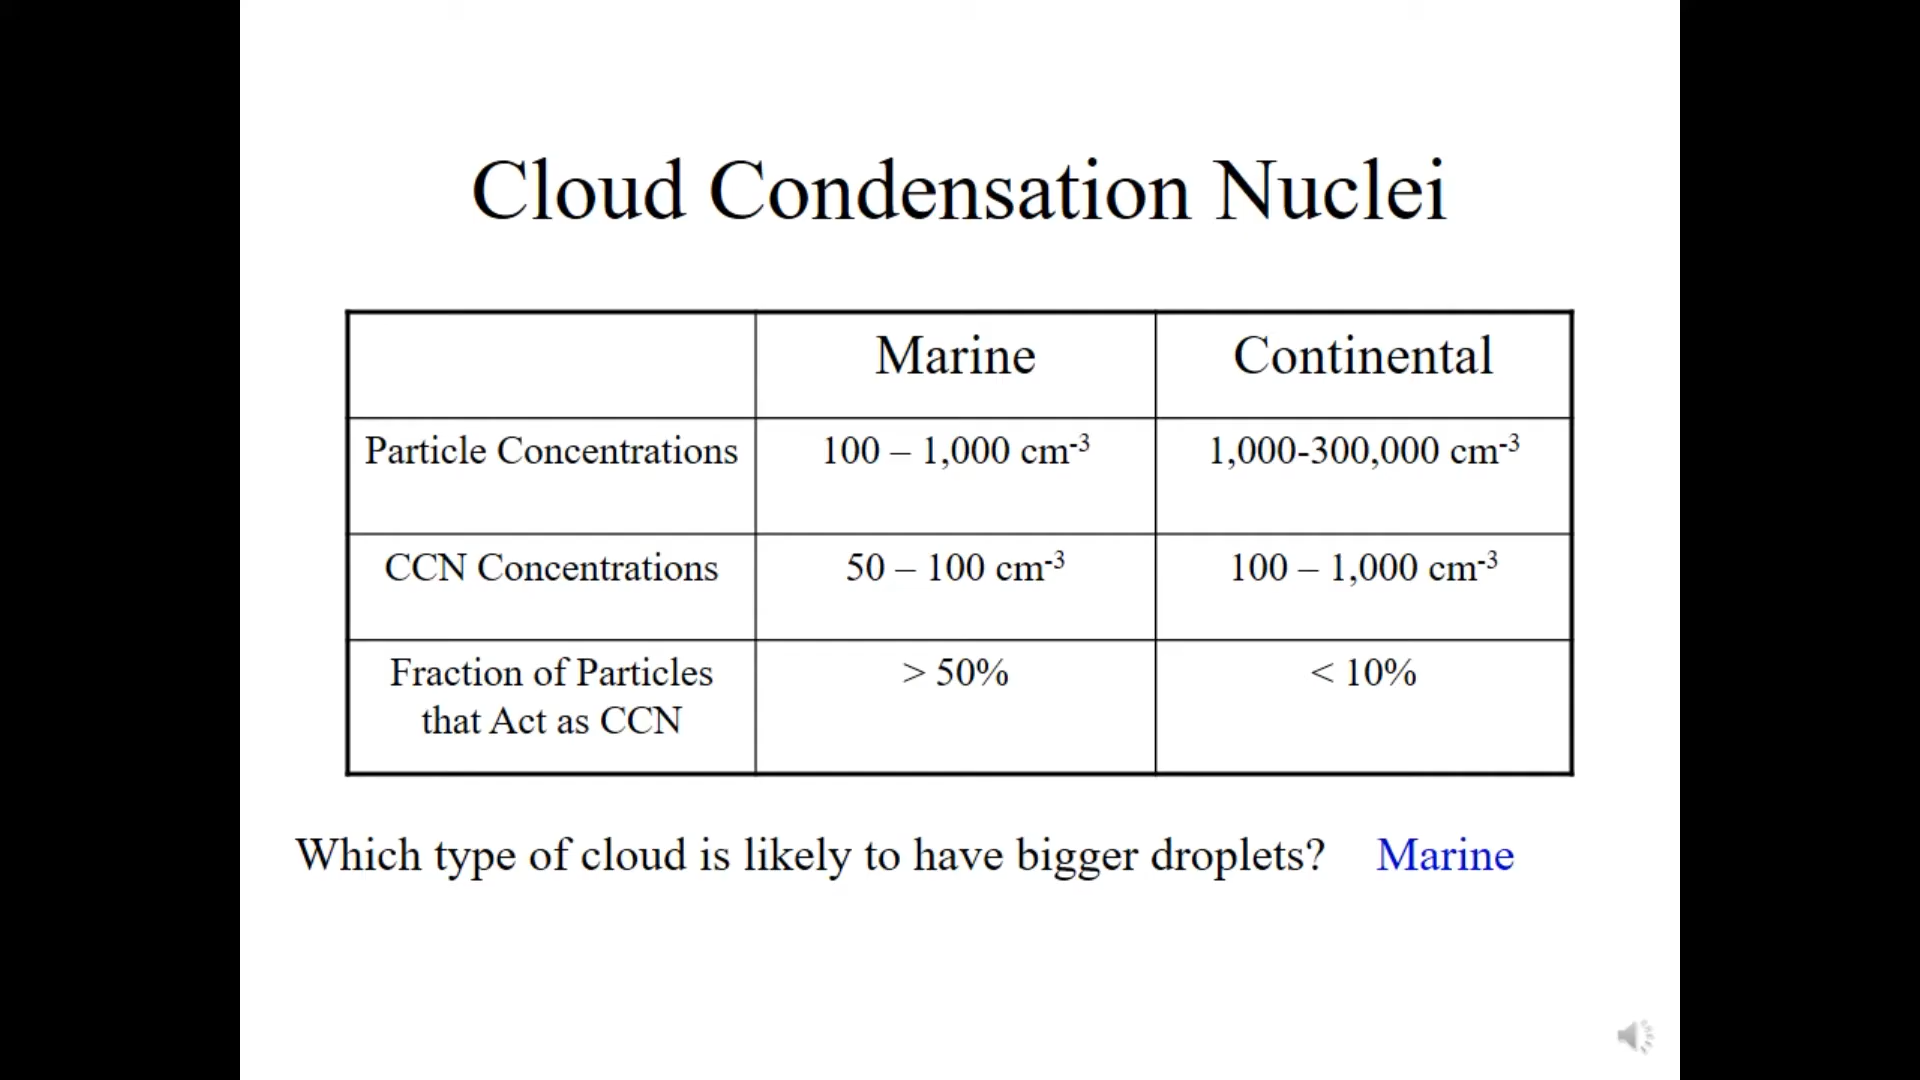 Cloud Condensation Nuclei
Marine Continental
Particle Concentrations 100 – 1,000 cm⁻³ 1,000-300,000 cm⁻³
CCN Concentrations 50 – 100 cm⁻³ 100 – 1,000 cm⁻³
Fraction of Particles > 50% < 10%
that Act as CCN
Which type of cloud is likely to have bigger droplets? Marine